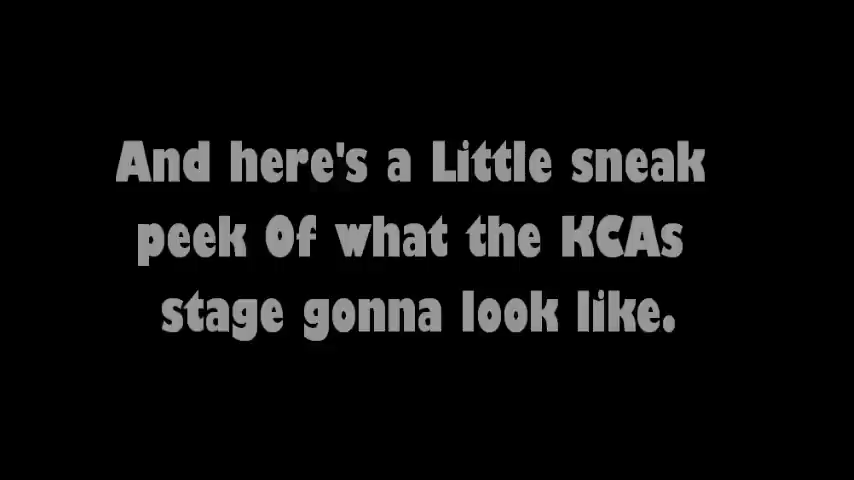 And here's a Little sneak
peek Of what the KCAs
stage gonna look like.